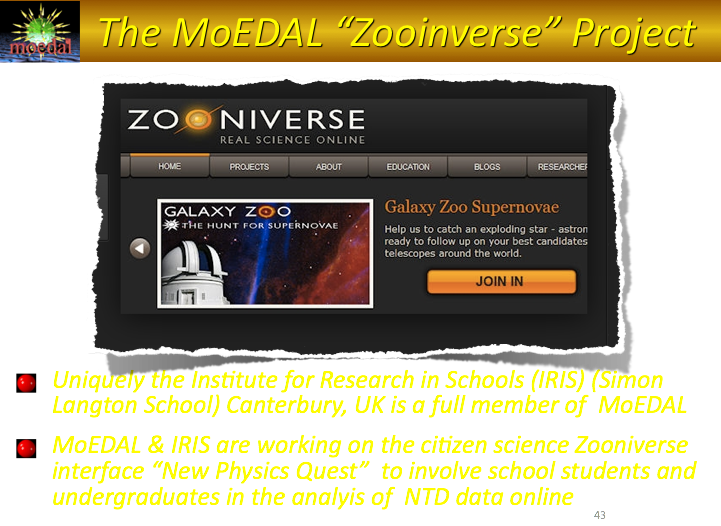 moedal
The MoEDAL “Zooinverse” Project
ZOONIVERSE
REAL SCIENCE ONLINE
HOME PROJECTS ABOUT EDUCATION BLOGS RESEARCHER
GALAXY ZOO
THE HUNT FOR SUPERNOVAE
Galaxy Zoo Supernovae
Help us to catch an exploding star - astron
ready to follow up on your best candidates
telescopes around the world.
JOIN IN
Uniquely the Institute for Research in Schools (IRIS) (Simon
Langton School) Canterbury, UK is a full member of MoEDAL
MoEDAL & IRIS are working on the citizen science Zooniverse
interface “New Physics Quest” to involve school students and
undergraduates in the analyis of NTD data online
43